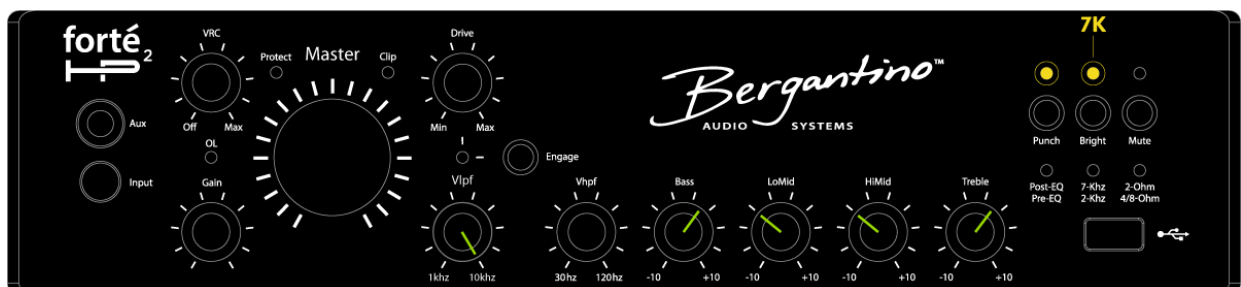 7K
forté
HP2
VRC
Protect
Master
Clip
Drive
Bergantino™
AUDIO SYSTEMS
Aux
Off
Max
Min
Max
Punch
Bright
Mute
OL
Engage
Input
Gain
Vlpf
Vhpf
Bass
LoMid
HiMid
Treble
Post-EQ
Pre-EQ
7-Khz
2-Khz
2-Ohm
4/8-Ohm
1khz
10khz
30hz
120hz
-10
+10
-10
+10
-10
+10
-10
+10